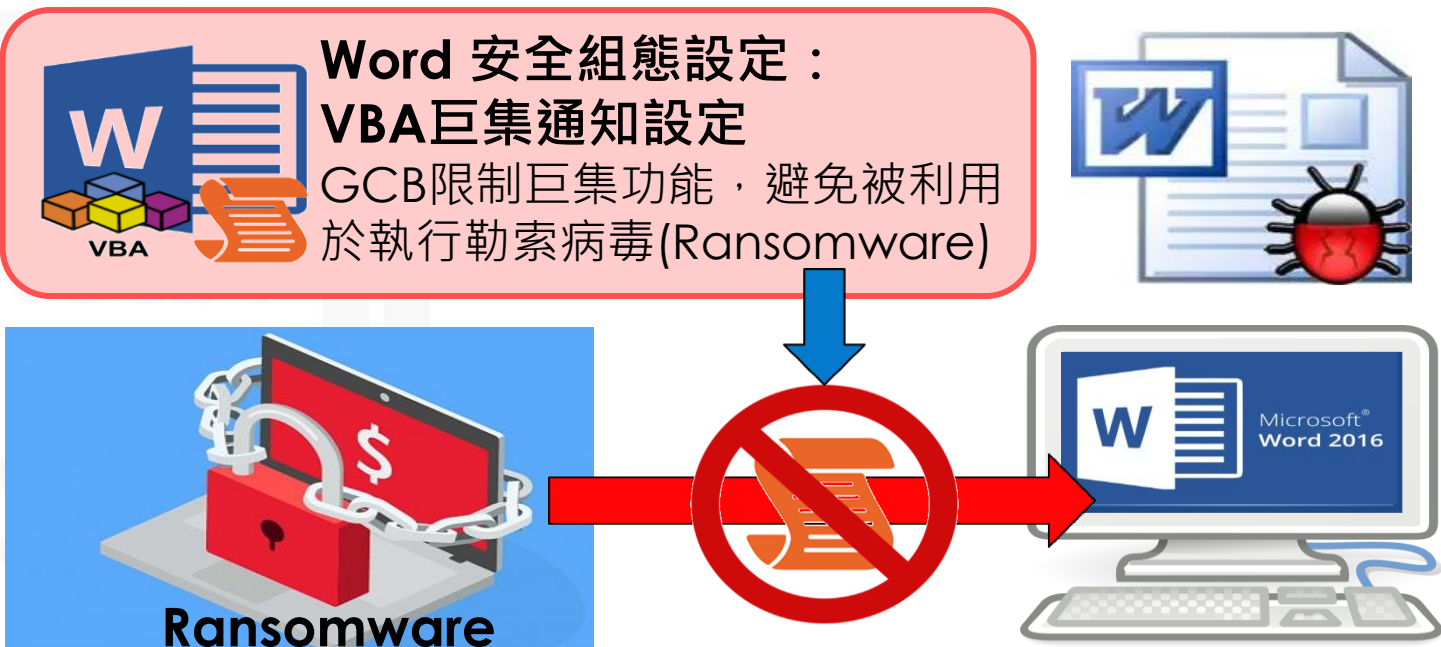 Word 安全組態設定：
VBA巨集通知設定
GCB限制巨集功能，避免被利用
於執行勒索病毒(Ransomware)
W
VBA
W
$
Ransomware
W
Microsoft®
Word 2016